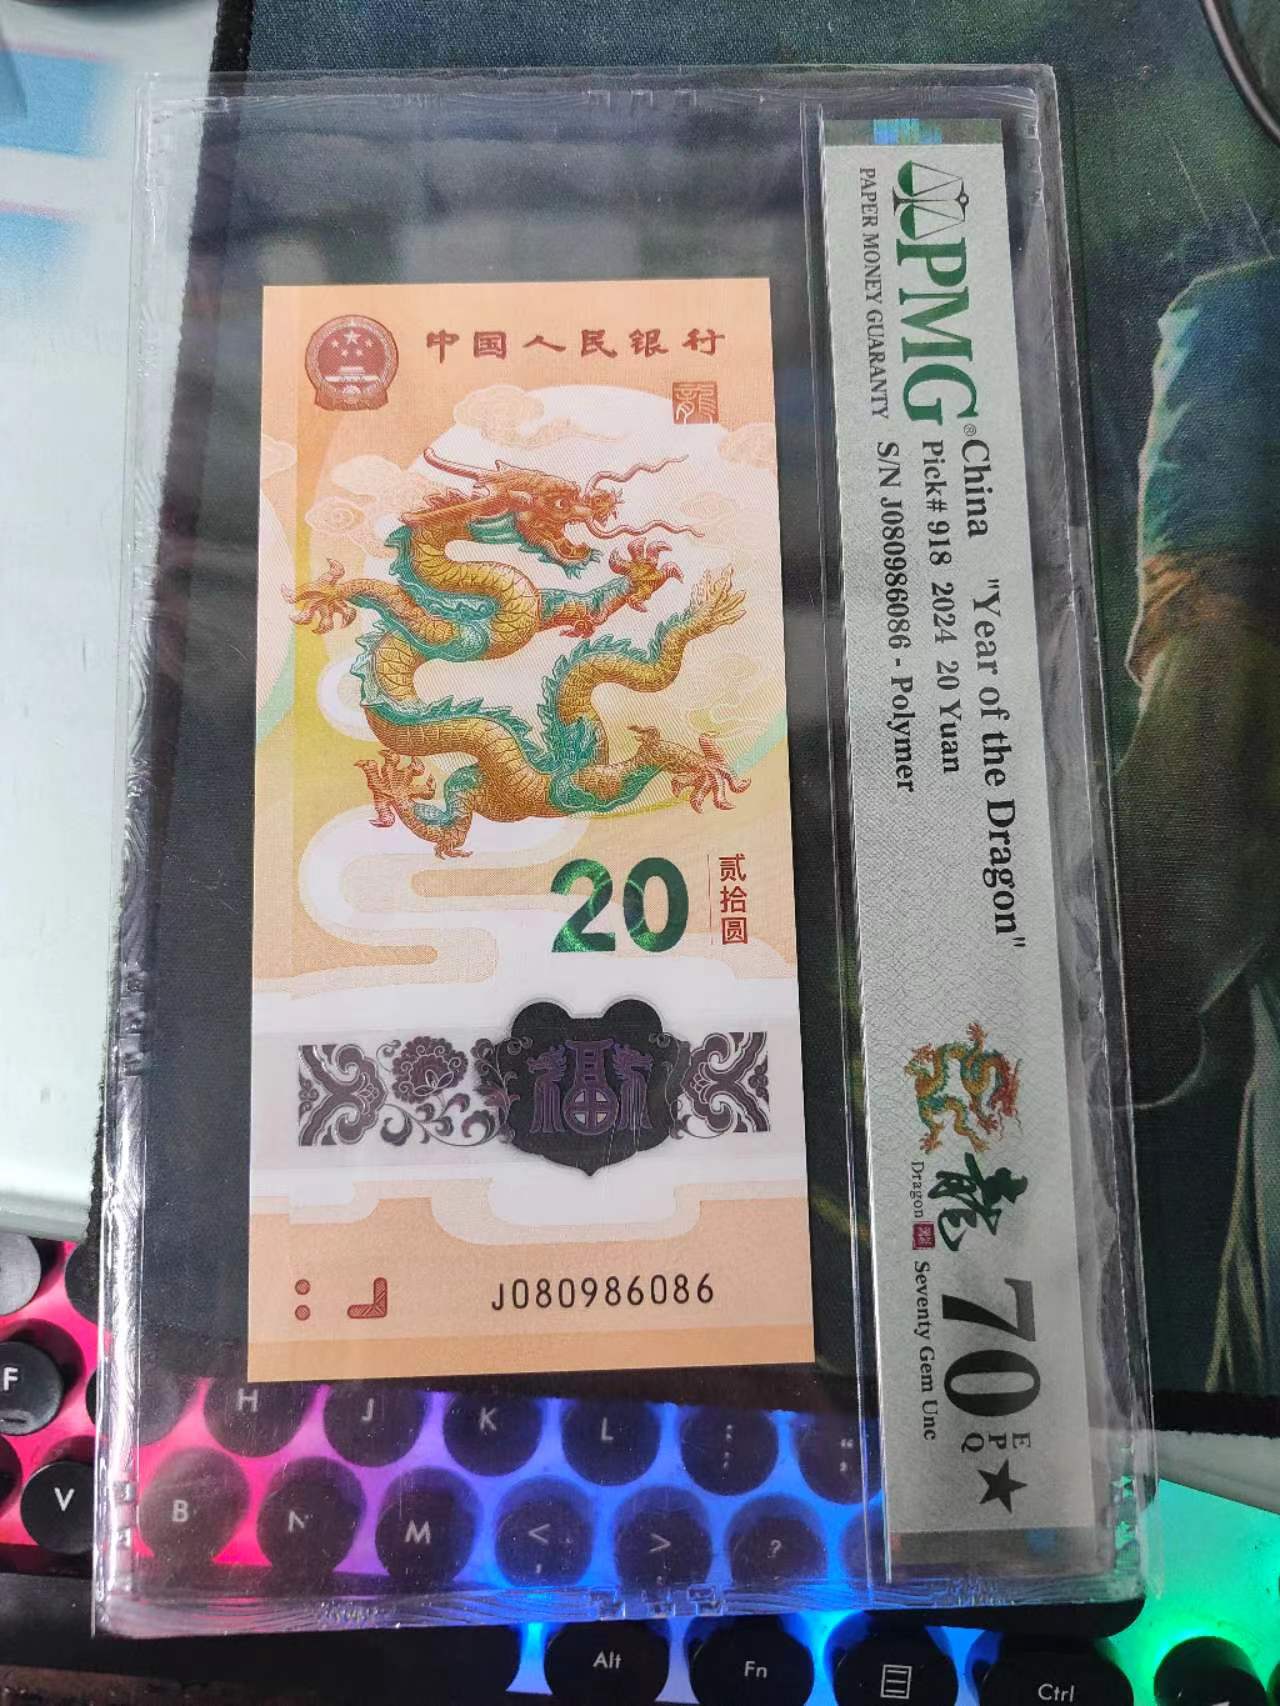 中国人民银行
龍
20
贰拾圆
福
J080986086
PMG®
PAPER MONEY GUARANTY
China "Year of the Dragon"
Pick# 918 2024 20 Yuan
S/N J080986086 - Polymer
龍
Dragon
70 EPQ★
Seventy Gem Unc
F
H J K L ; : " '
V B N M < , > . ? /
Alt Fn Ctrl